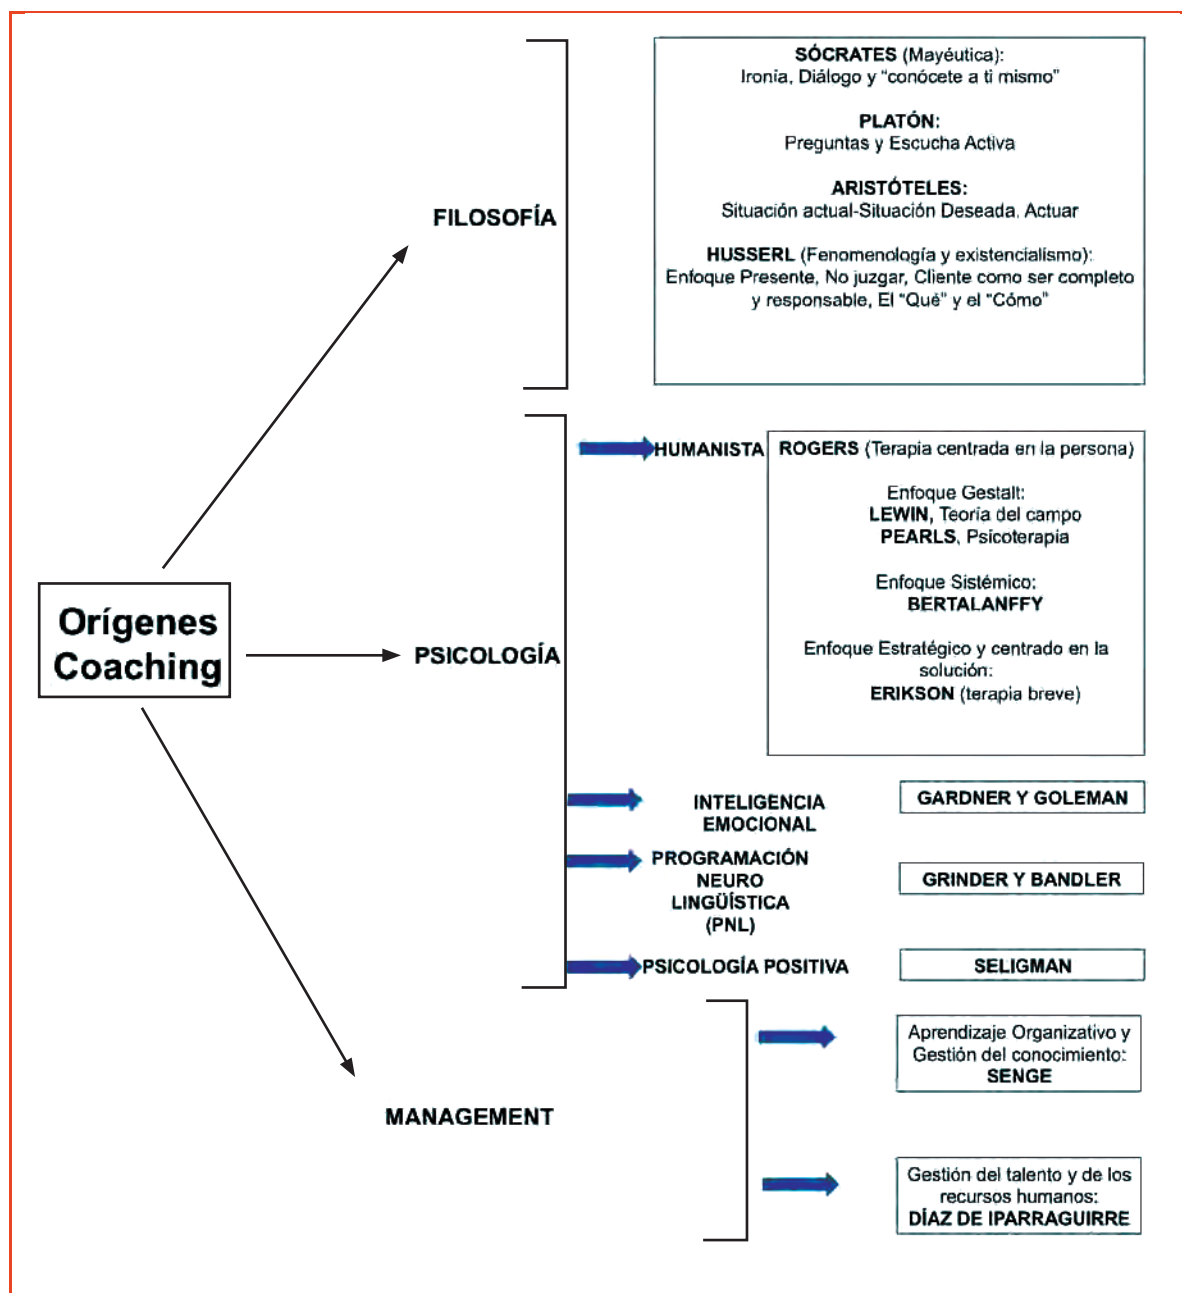 SÓCRATES (Mayéutica):
Ironía, Diálogo y “conócete a ti mismo”
PLATÓN:
Preguntas y Escucha Activa
ARISTÓTELES:
Situación actual-Situación Deseada, Actuar
HUSSERL (Fenomenología y existencialismo):
Enfoque Presente, No juzgar, Cliente como ser completo
y responsable, El “Qué” y el “Cómo”
FILOSOFÍA
HUMANISTA
ROGERS (Terapia centrada en la persona)
Enfoque Gestalt:
LEWIN, Teoría del campo
PEARLS, Psicoterapia
Enfoque Sistémico:
BERTALANFFY
Enfoque Estratégico y centrado en la
solución:
ERIKSON (terapia breve)
Orígenes
Coaching
PSICOLOGÍA
INTELIGENCIA
EMOCIONAL
GARDNER Y GOLEMAN
PROGRAMACIÓN
NEURO
LINGÜÍSTICA
(PNL)
GRINDER Y BANDLER
PSICOLOGÍA POSITIVA
SELIGMAN
MANAGEMENT
Aprendizaje Organizativo y
Gestión del conocimiento:
SENGE
Gestión del talento y de los
recursos humanos:
DÍAZ DE IPARRAGUIRRE